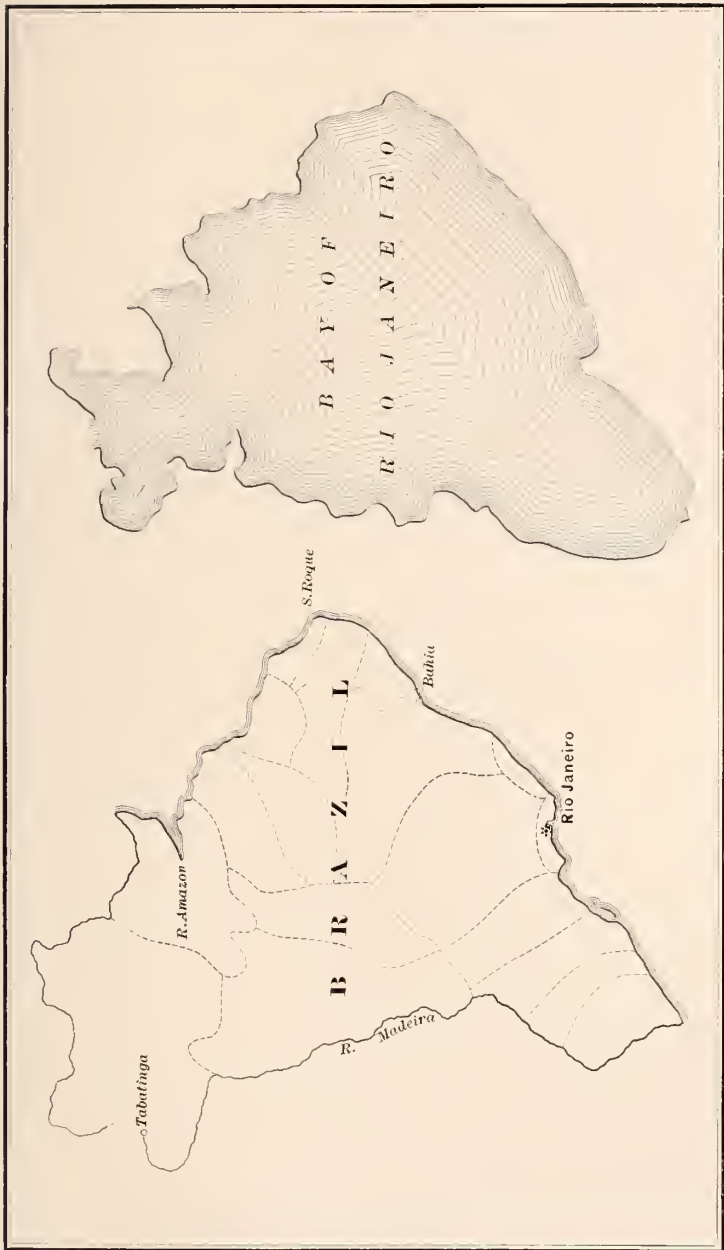 BAY OF
RIO JANEIRO
S. Roque
BRAZIL
Bahia
Rio Janeiro
R. Amazon
R. Madeira
Tabatinga